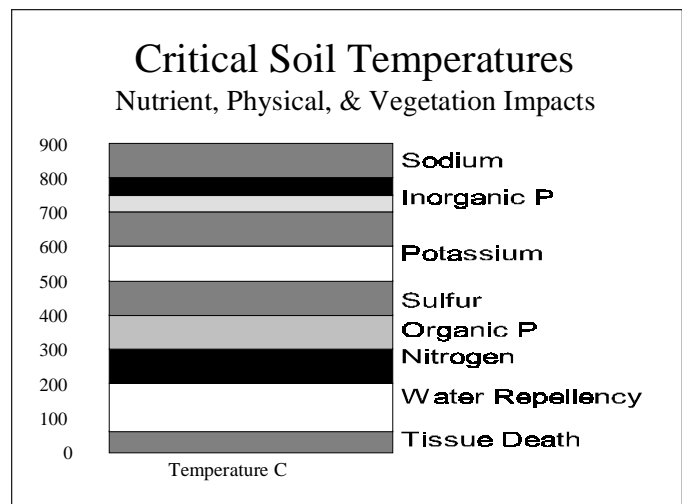 Critical Soil Temperatures
Nutrient, Physical, & Vegetation Impacts
900
800
700
600
500
400
300
200
100
0
Sodium
Inorganic P
Potassium
Sulfur
Organic P
Nitrogen
Water Repellency
Tissue Death
Temperature C